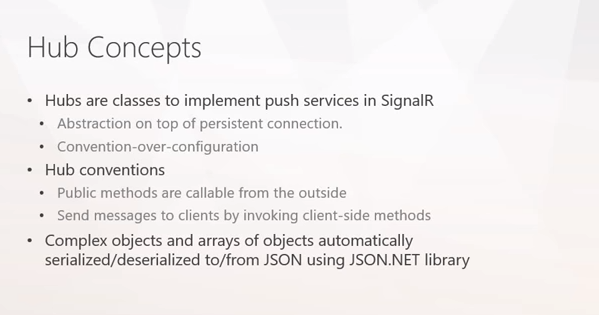 Hub Concepts
• Hubs are classes to implement push services in SignalR
• Abstraction on top of persistent connection.
• Convention-over-configuration
• Hub conventions
• Public methods are callable from the outside
• Send messages to clients by invoking client-side methods
• Complex objects and arrays of objects automatically
serialized/deserialized to/from JSON using JSON.NET library